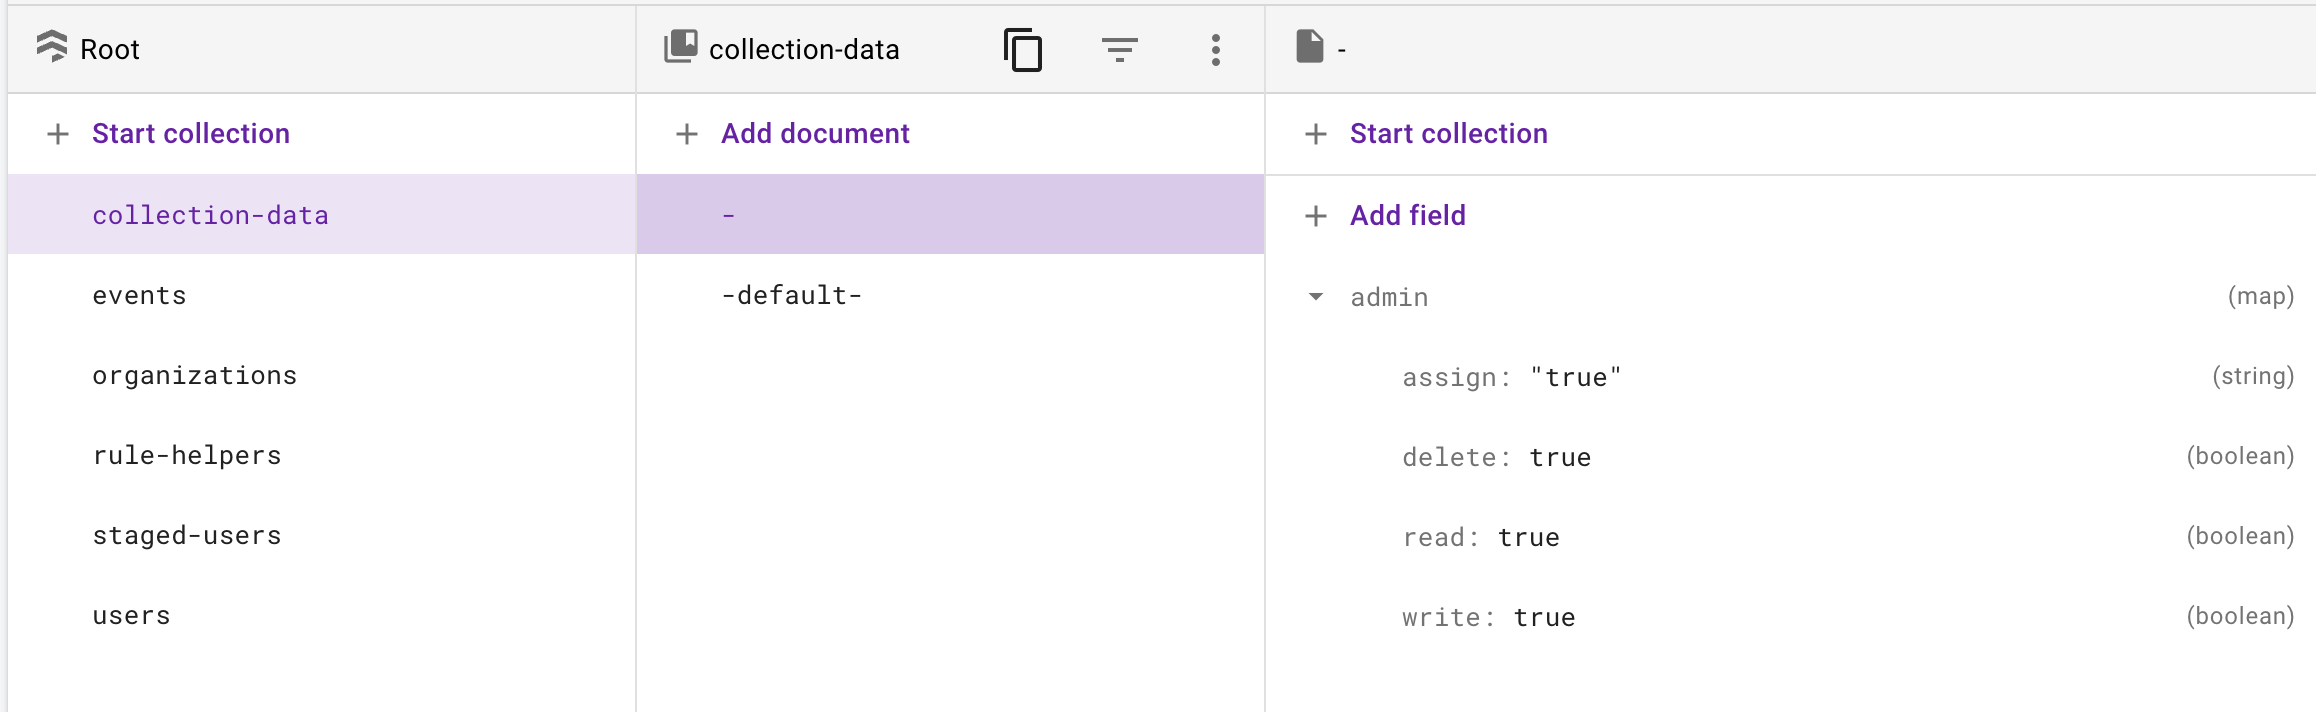 Root
collection-data
-
Start collection
Add document
Start collection
collection-data
-
Add field
events
-default-
admin
(map)
organizations
assign: "true"
(string)
rule-helpers
delete: true
(boolean)
staged-users
read: true
(boolean)
users
write: true
(boolean)